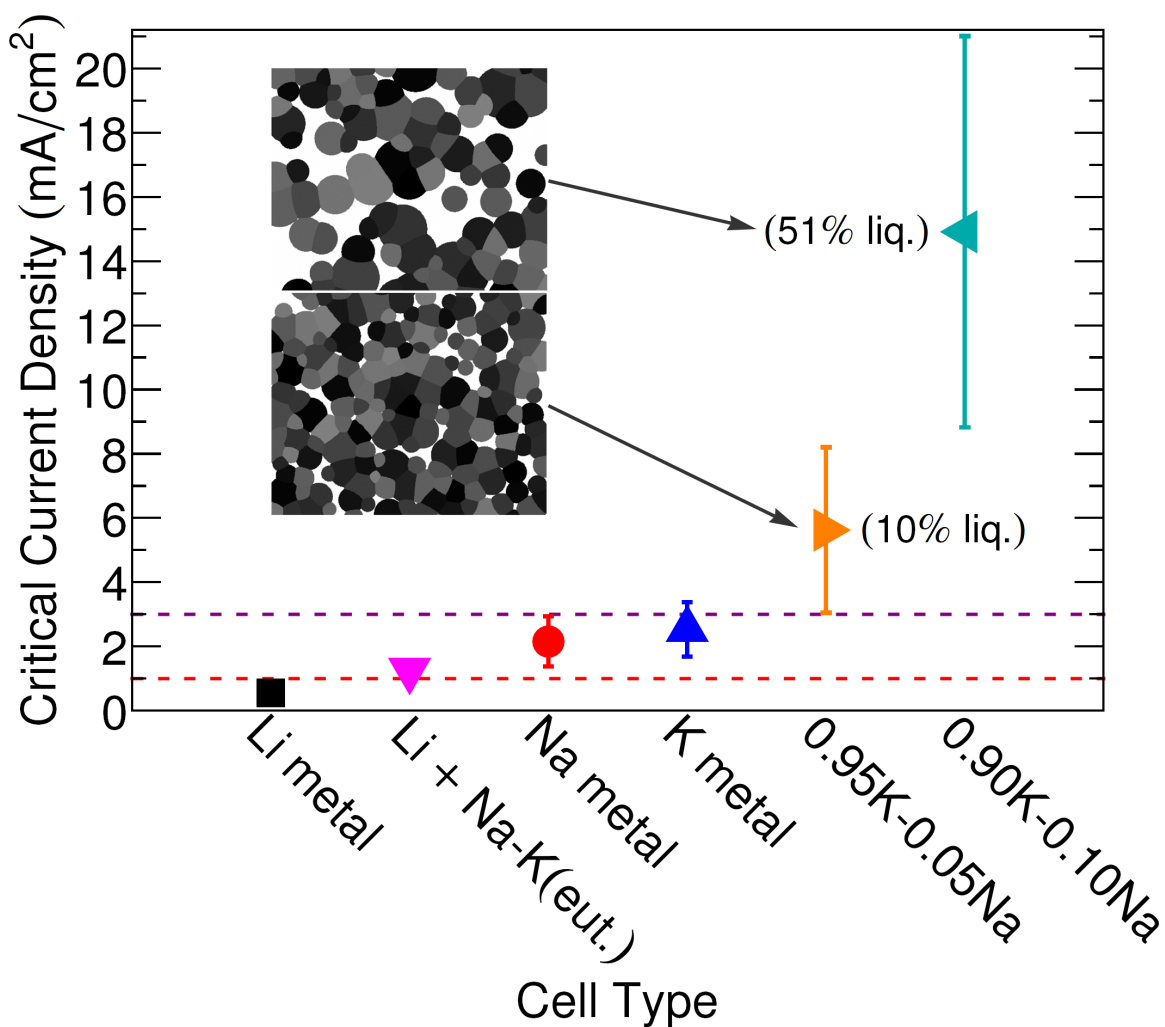 Critical Current Density (mA/cm²)
20
18
16
14
12
10
8
6
4
2
0
(51% liq.)
(10% liq.)
Li metal
Li + Na-K(eut.)
Na metal
K metal
0.95K-0.05Na
0.90K-0.10Na
Cell Type